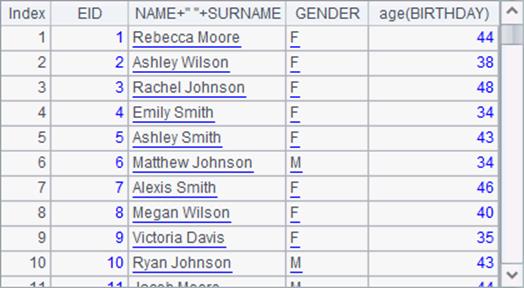 Index EID NAME+" "+SURNAME GENDER age(BIRTHDAY)
1 1 Rebecca Moore F 44
2 2 Ashley Wilson F 38
3 3 Rachel Johnson F 48
4 4 Emily Smith F 34
5 5 Ashley Smith F 43
6 6 Matthew Johnson M 34
7 7 Alexis Smith F 46
8 8 Megan Wilson F 40
9 9 Victoria Davis F 35
10 10 Ryan Johnson M 43
11 11 Jacob Moore M 44